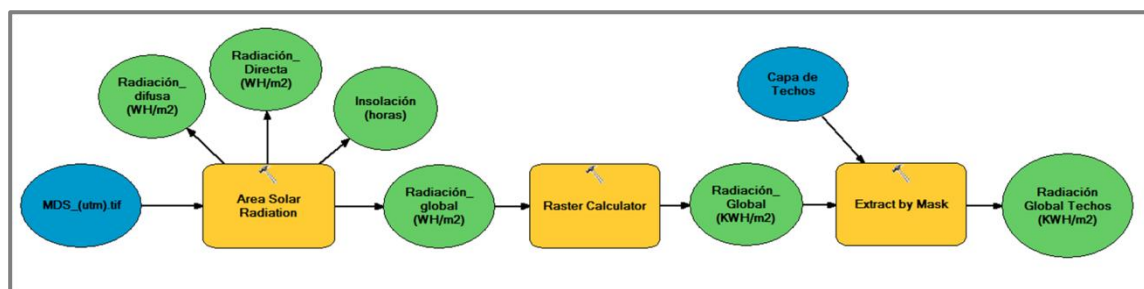 MDS_(utm).tif
Radiación_
difusa
(WH/m2)
Radiación_
Directa
(WH/m2)
Insolación
(horas)
Area Solar
Radiation
Radiación_
global
(WH/m2)
Raster Calculator
Radiación_
Global
(KWH/m2)
Capa de
Techos
Extract by Mask
Radiación
Global Techos
(KWH/m2)